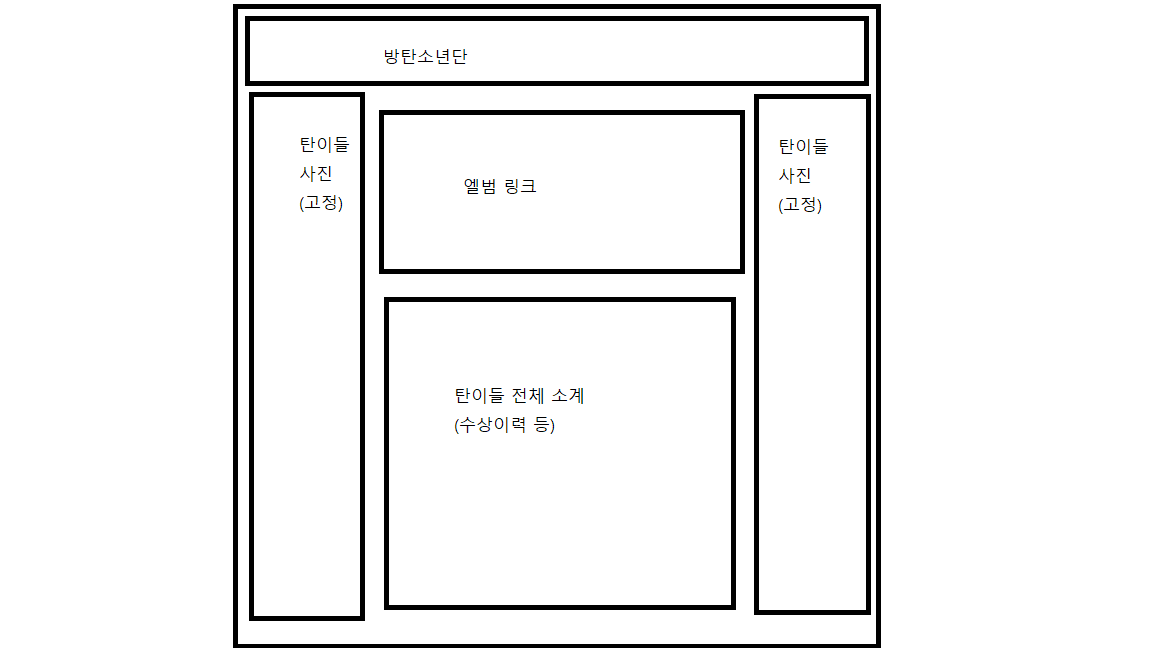 방탄소년단
탄이들
사진
(고정)
엘범 링크
탄이들
사진
(고정)
탄이들 전체 소계
(수상이력 등)